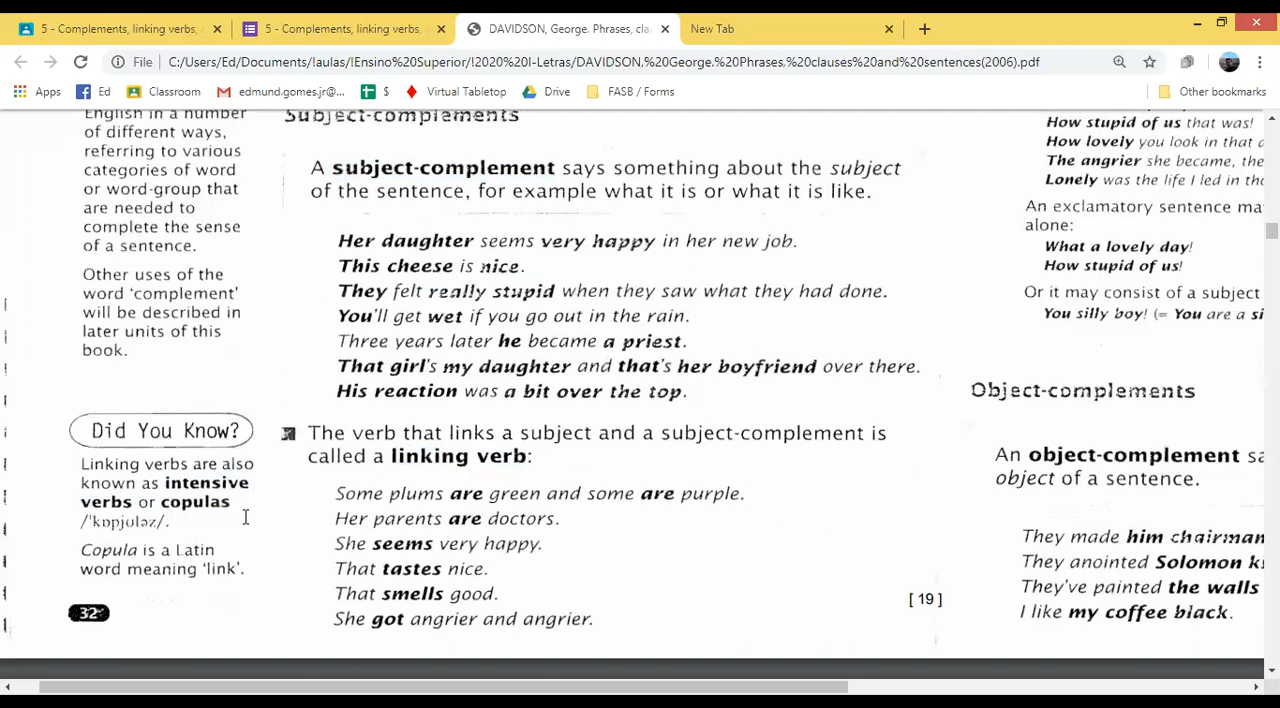 5 - Complements, linking verbs,
5 - Complements, linking verbs,
DAVIDSON, George. Phrases, cla
New Tab
File
C:/Users/Ed/Documents/!aulas/!Ensino%20Superior/!2020%20I-Letras/DAVIDSON,%20George.%20Phrases,%20clauses%20and%20sentences(2006).pdf
Apps
Ed
Classroom
edmund.gomes.jr@...
$
Virtual Tabletop
Drive
FASB / Forms
Other bookmarks
English in a number
of different ways,
referring to various
categories of word
or word-group that
are needed to
complete the sense
of a sentence.
Other uses of the
word ‘complement’
will be described in
later units of this
book.
Did You Know?
Linking verbs are also
known as intensive
verbs or copulas
/ˈkɒpjʊləz/.
Copula is a Latin
word meaning ‘link’.
32
Subject-complements
A subject-complement says something about the subject
of the sentence, for example what it is or what it is like.
Her daughter seems very happy in her new job.
This cheese is nice.
They felt really stupid when they saw what they had done.
You'll get wet if you go out in the rain.
Three years later he became a priest.
That girl's my daughter and that's her boyfriend over there.
His reaction was a bit over the top.
The verb that links a subject and a subject-complement is
called a linking verb:
Some plums are green and some are purple.
Her parents are doctors.
She seems very happy.
That tastes nice.
That smells good.
She got angrier and angrier.
[ 19 ]
How stupid of us that was!
How lovely you look in that
The angrier she became, the
Lonely was the life I led in
An exclamatory sentence
alone:
What a lovely day!
How stupid of us!
Or it may consist of a subject
You silly boy! (= You are a
Object-complements
An object-complement
object of a sentence.
They made him chairman
They anointed Solomon
They've painted the walls
I like my coffee black.